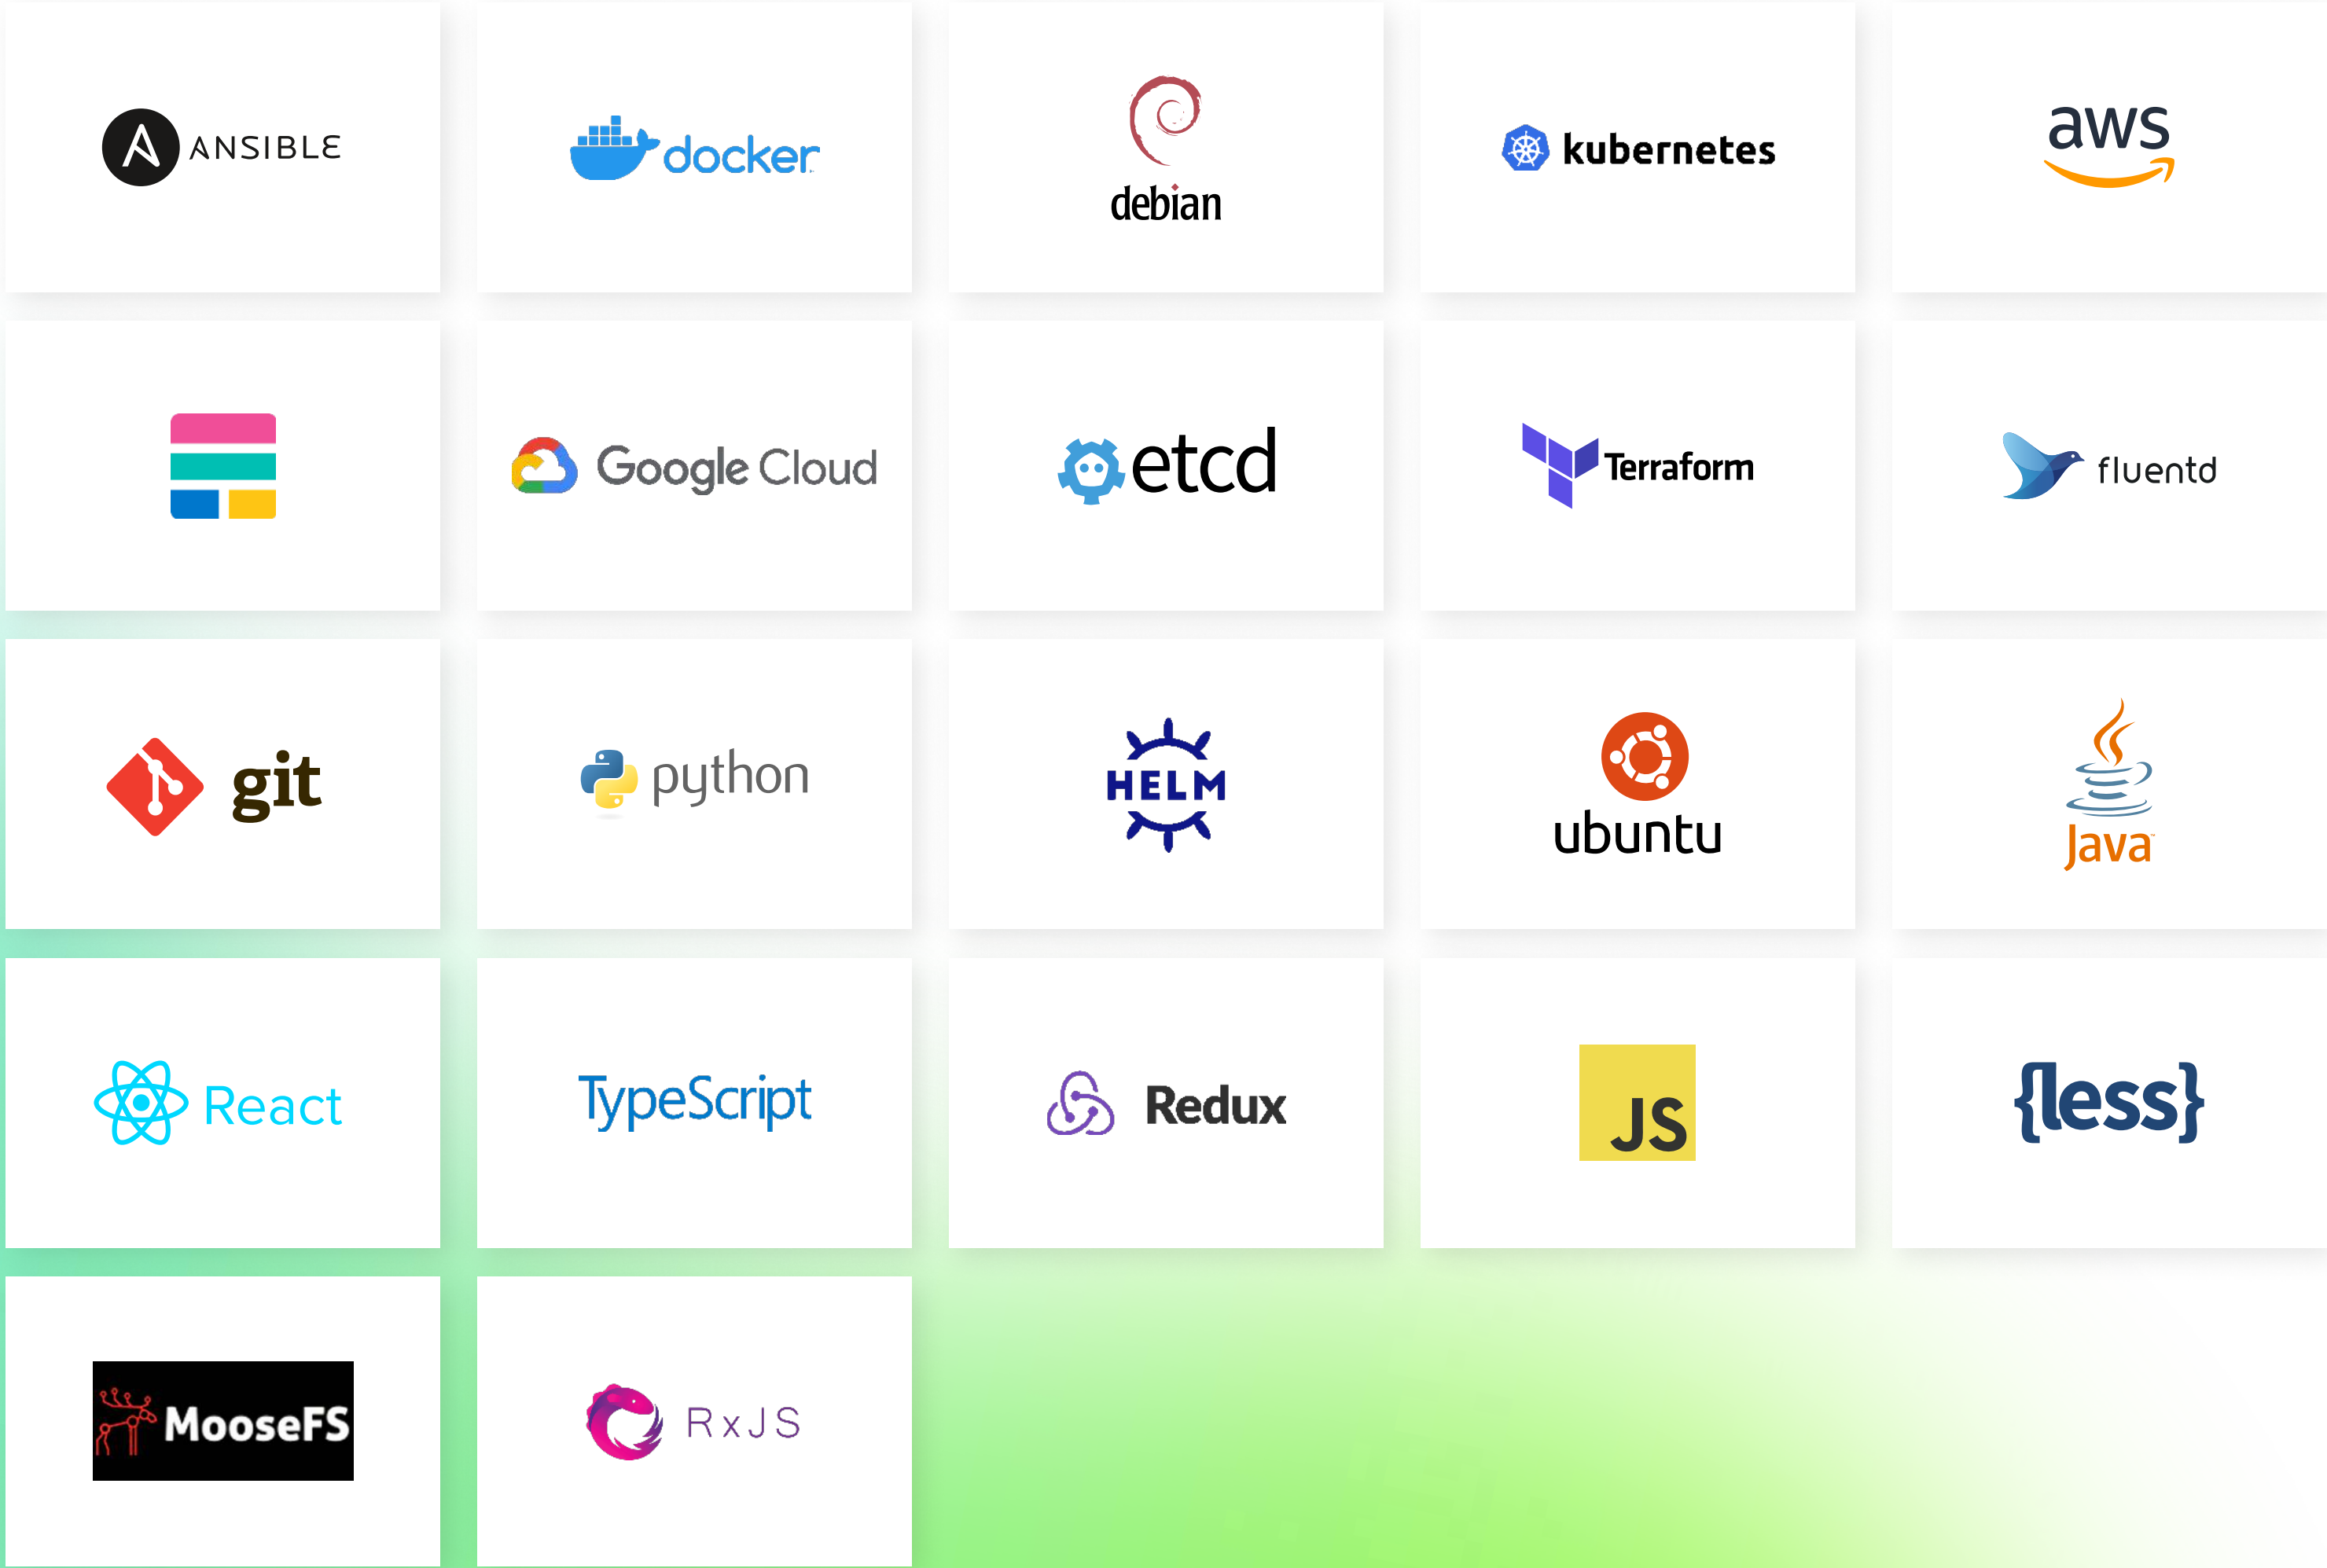 ANSIBLE
docker
debian
kubernetes
aws
Google Cloud
etcd
Terraform
fluentd
git
python
HELM
ubuntu
Java
React
TypeScript
Redux
JS
{less}
MooseFS
RxJS